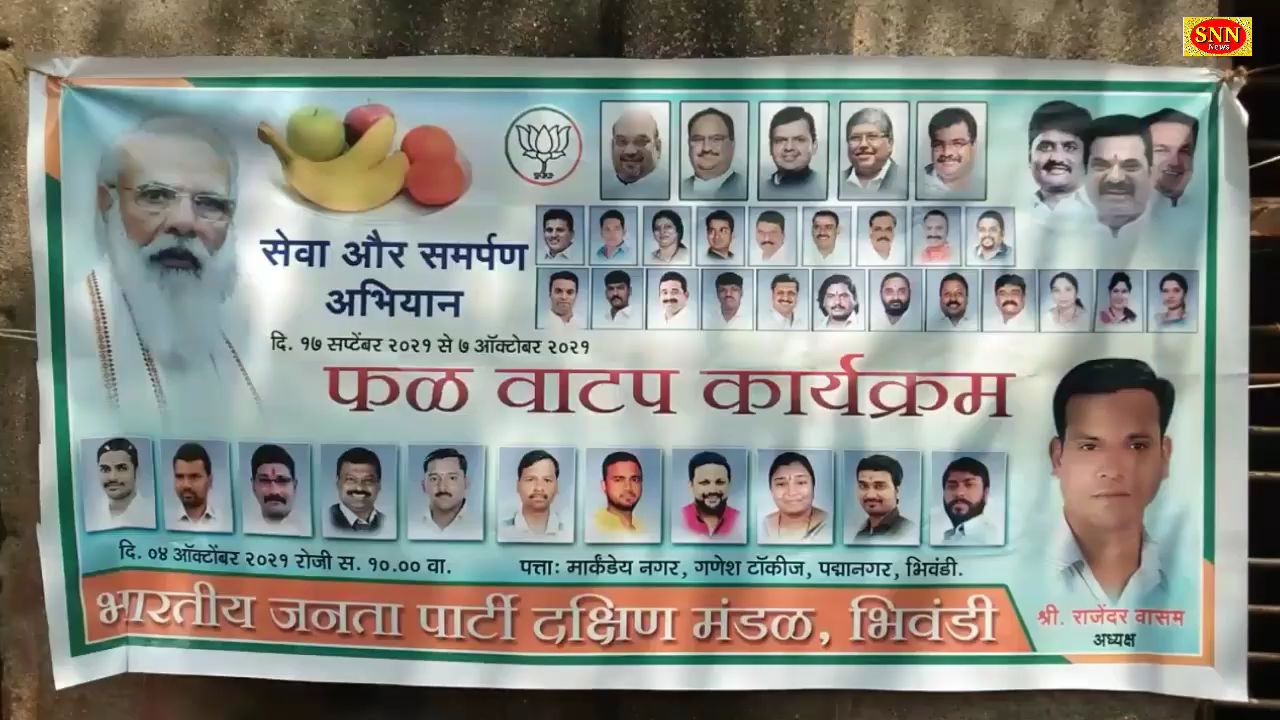 SNN
News
सेवा और समर्पण
अभियान
दि. १७ सप्टेंबर २०२१ से ७ ऑक्टोबर २०२१
फळ वाटप कार्यक्रम
दि. ०४ ऑक्टोंबर २०२१ रोजी स. १०.०० वा.
पत्ताः मार्कंडेय नगर, गणेश टॉकीज, पद्मानगर, भिवंडी.
भारतीय जनता पार्टी दक्षिण मंडळ, भिवंडी
श्री. राजेंदर वासम
अध्यक्ष